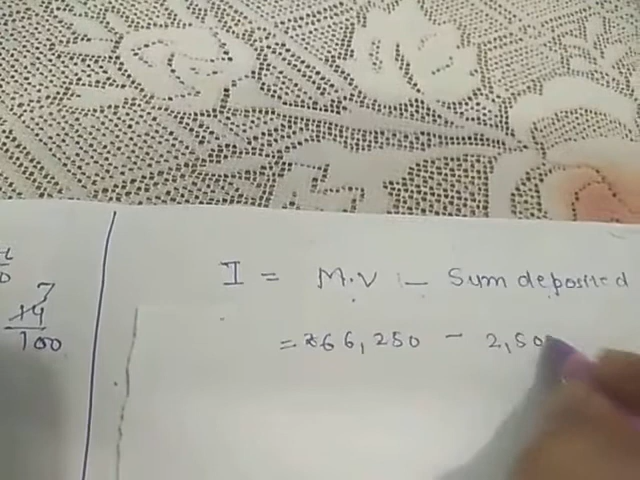 I = M.V - Sum deposited
7
14
100
= ₹66,250 - 2,50